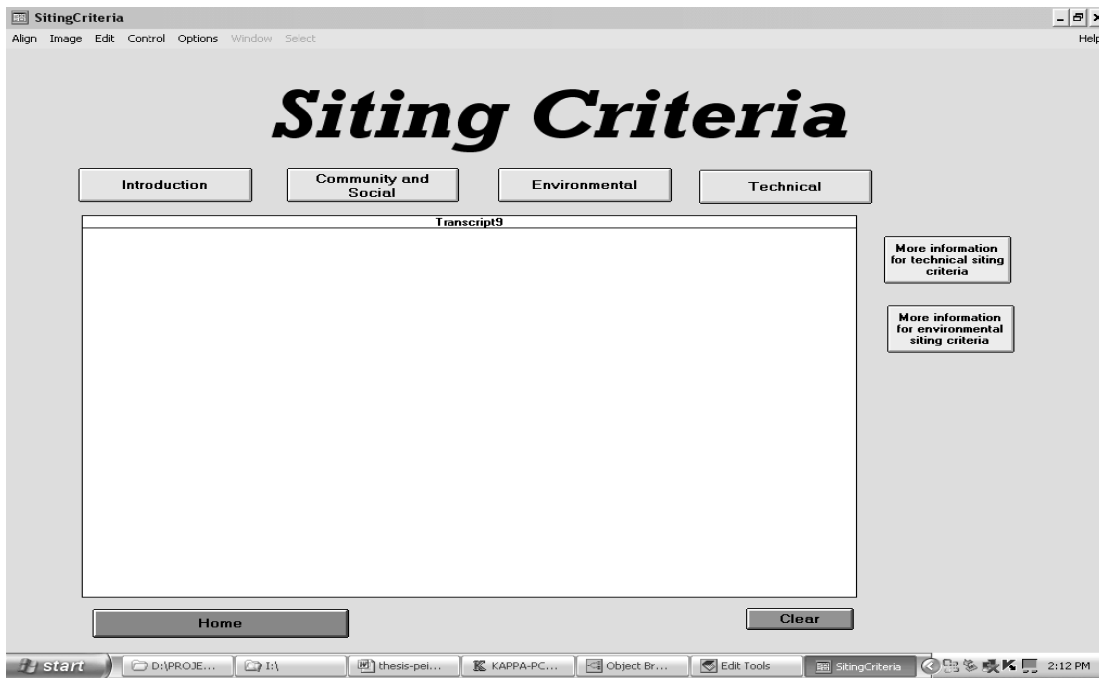 SitingCriteria
Align Image Edit Control Options Window Select Help
Siting Criteria
Introduction
Community and
Social
Environmental
Technical
Transcript9
More information
for technical siting
criteria
More information
for environmental
siting criteria
Home
Clear
start D:\PROJE... I:\ thesis-pei... KAPPA-PC... Object Br... Edit Tools SitingCriteria 2:12 PM